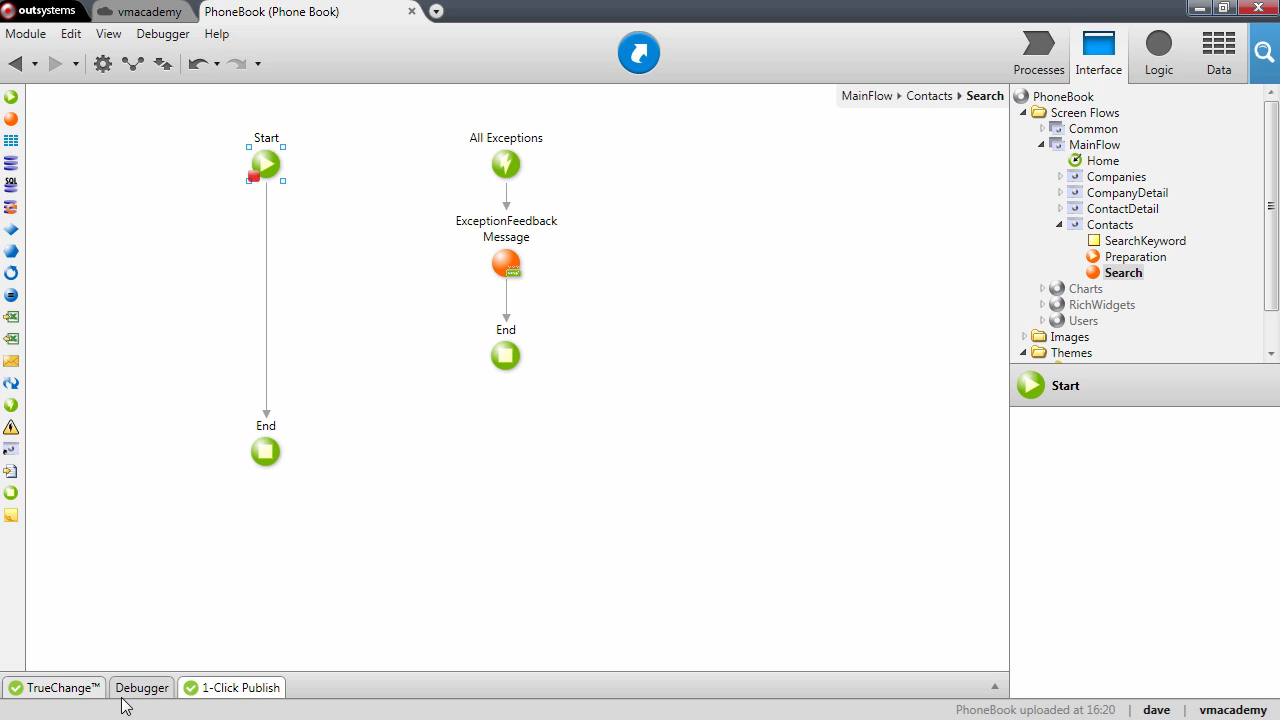 outsystems
vmacademy
PhoneBook (Phone Book)
Module Edit View Debugger Help
Processes Interface Logic Data
MainFlow Contacts Search
Start
End
All Exceptions
ExceptionFeedback
Message
End
SQL
PhoneBook
Screen Flows
Common
MainFlow
Home
Companies
CompanyDetail
ContactDetail
Contacts
SearchKeyword
Preparation
Search
Charts
RichWidgets
Users
Images
Themes
Start
TrueChange™ Debugger 1-Click Publish
PhoneBook uploaded at 16:20 | dave | vmacademy